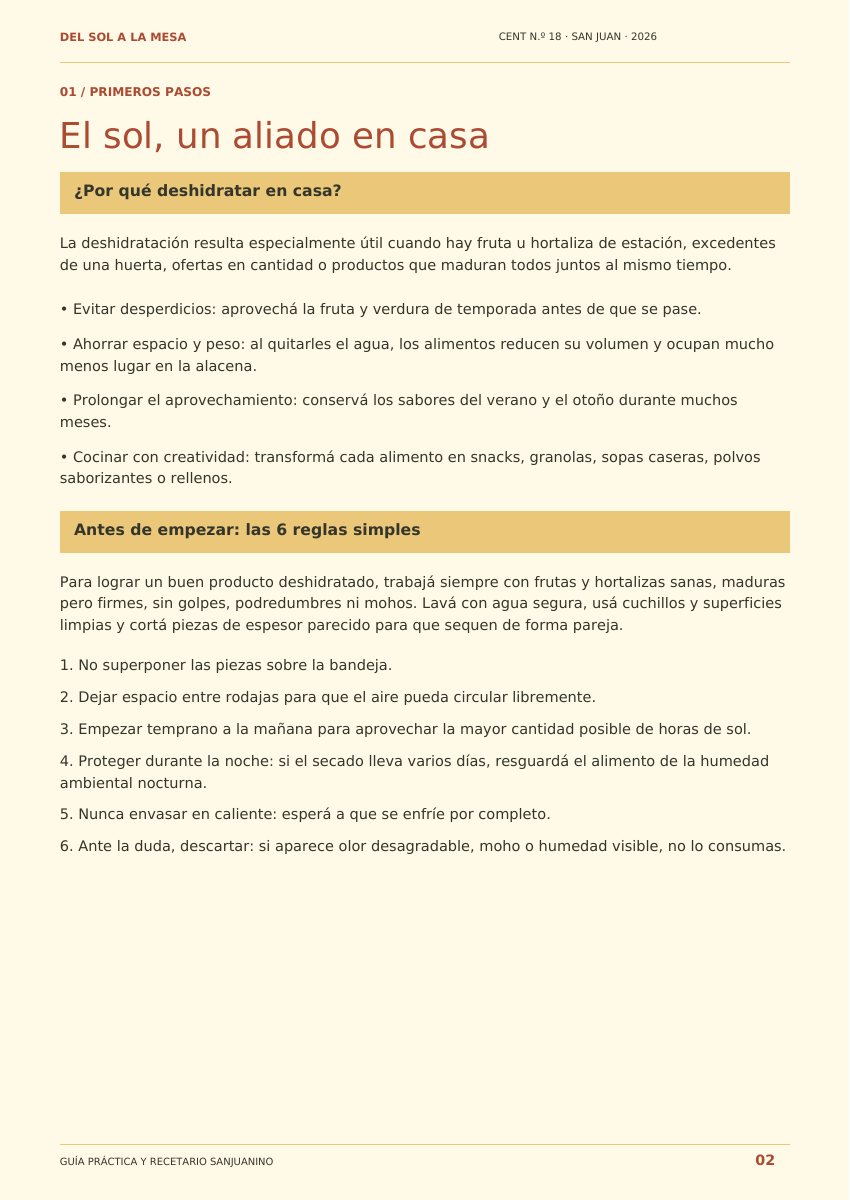 DEL SOL A LA MESA
CENT N.º 18 · SAN JUAN · 2026
01 / PRIMEROS PASOS
El sol, un aliado en casa
¿Por qué deshidratar en casa?
La deshidratación resulta especialmente útil cuando hay fruta u hortaliza de estación, excedentes
de una huerta, ofertas en cantidad o productos que maduran todos juntos al mismo tiempo.
• Evitar desperdicios: aprovechá la fruta y verdura de temporada antes de que se pase.
• Ahorrar espacio y peso: al quitarles el agua, los alimentos reducen su volumen y ocupan mucho
menos lugar en la alacena.
• Prolongar el aprovechamiento: conservá los sabores del verano y el otoño durante muchos
meses.
• Cocinar con creatividad: transformá cada alimento en snacks, granolas, sopas caseras, polvos
saborizantes o rellenos.
Antes de empezar: las 6 reglas simples
Para lograr un buen producto deshidratado, trabajá siempre con frutas y hortalizas sanas, maduras
pero firmes, sin golpes, podredumbres ni mohos. Lavá con agua segura, usá cuchillos y superficies
limpias y cortá piezas de espesor parecido para que sequen de forma pareja.
1. No superponer las piezas sobre la bandeja.
2. Dejar espacio entre rodajas para que el aire pueda circular libremente.
3. Empezar temprano a la mañana para aprovechar la mayor cantidad posible de horas de sol.
4. Proteger durante la noche: si el secado lleva varios días, resguardá el alimento de la humedad
ambiental nocturna.
5. Nunca envasar en caliente: esperá a que se enfríe por completo.
6. Ante la duda, descartar: si aparece olor desagradable, moho o humedad visible, no lo consumas.
GUÍA PRÁCTICA Y RECETARIO SANJUANINO
02